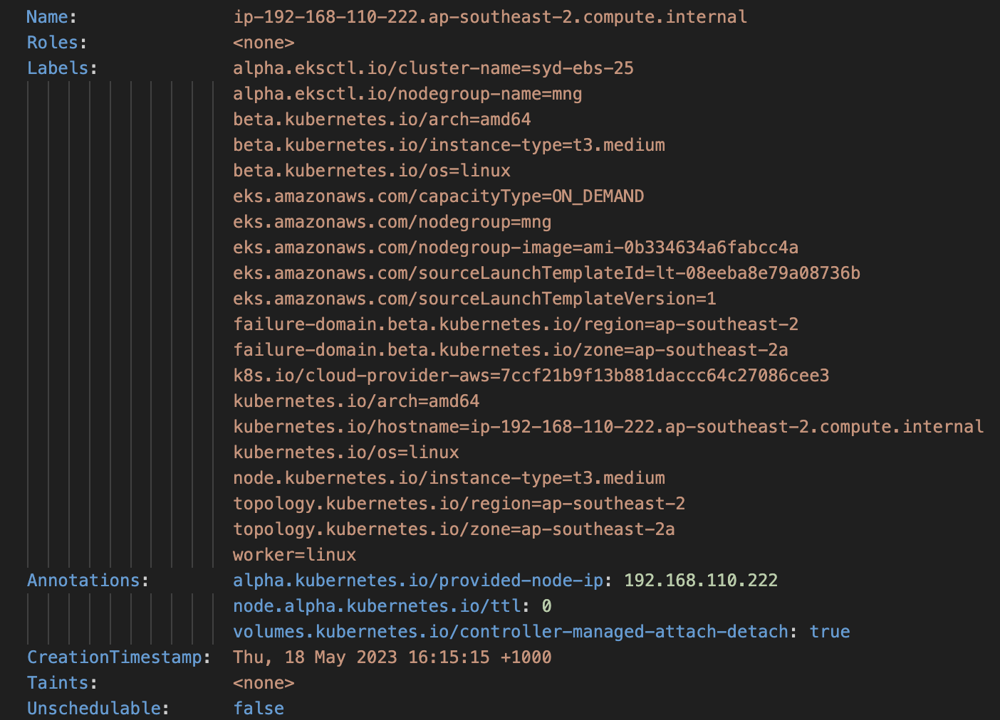 Name: ip-192-168-110-222.ap-southeast-2.compute.internal
Roles: <none>
Labels: alpha.eksctl.io/cluster-name=syd-ebs-25
alpha.eksctl.io/nodegroup-name=mng
beta.kubernetes.io/arch=amd64
beta.kubernetes.io/instance-type=t3.medium
beta.kubernetes.io/os=linux
eks.amazonaws.com/capacityType=ON_DEMAND
eks.amazonaws.com/nodegroup=mng
eks.amazonaws.com/nodegroup-image=ami-0b334634a6fabcc4a
eks.amazonaws.com/sourceLaunchTemplateId=lt-08eeba8e79a08736b
eks.amazonaws.com/sourceLaunchTemplateVersion=1
failure-domain.beta.kubernetes.io/region=ap-southeast-2
failure-domain.beta.kubernetes.io/zone=ap-southeast-2a
k8s.io/cloud-provider-aws=7ccf21b9f13b881daccc64c27086cee3
kubernetes.io/arch=amd64
kubernetes.io/hostname=ip-192-168-110-222.ap-southeast-2.compute.internal
kubernetes.io/os=linux
node.kubernetes.io/instance-type=t3.medium
topology.kubernetes.io/region=ap-southeast-2
topology.kubernetes.io/zone=ap-southeast-2a
worker=linux
Annotations: alpha.kubernetes.io/provided-node-ip: 192.168.110.222
node.alpha.kubernetes.io/ttl: 0
volumes.kubernetes.io/controller-managed-attach-detach: true
CreationTimestamp: Thu, 18 May 2023 16:15:15 +1000
Taints: <none>
Unschedulable: false